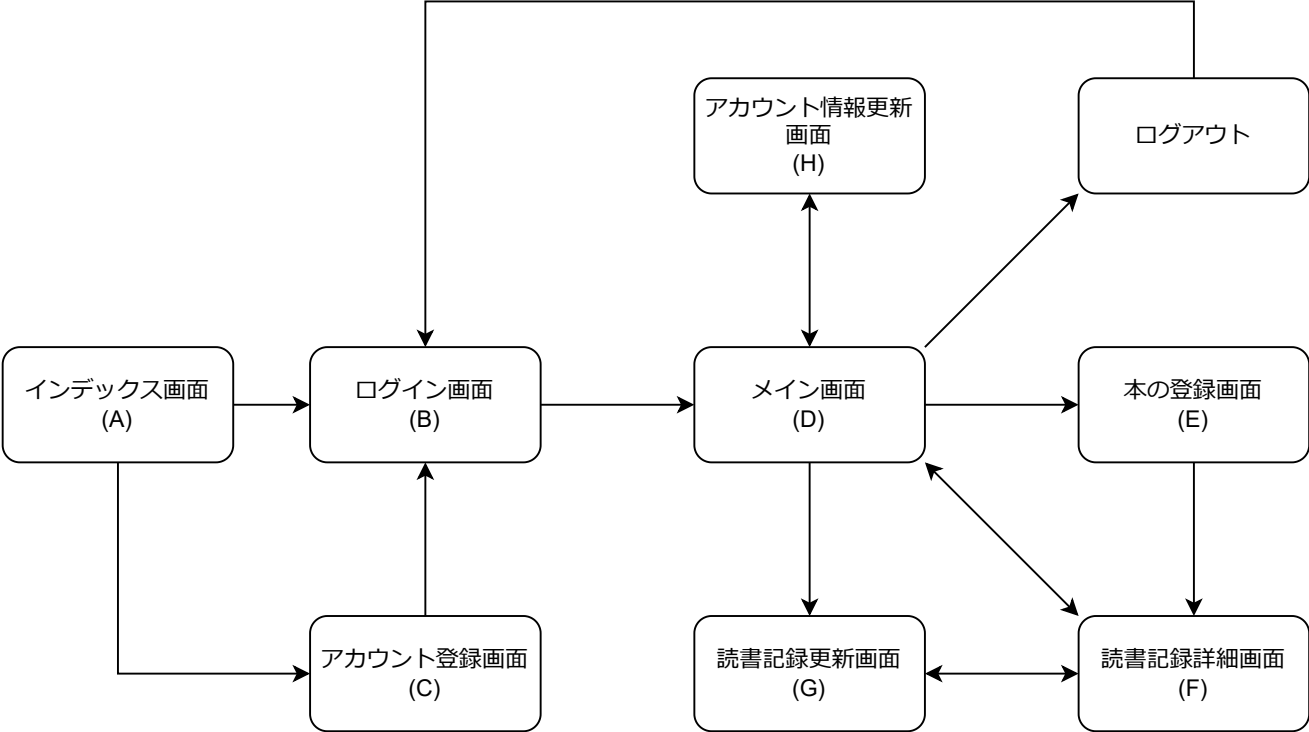 アカウント情報更新
画面
(H)
ログアウト
インデックス画面
(A)
ログイン画面
(B)
メイン画面
(D)
本の登録画面
(E)
アカウント登録画面
(C)
読書記録更新画面
(G)
読書記録詳細画面
(F)